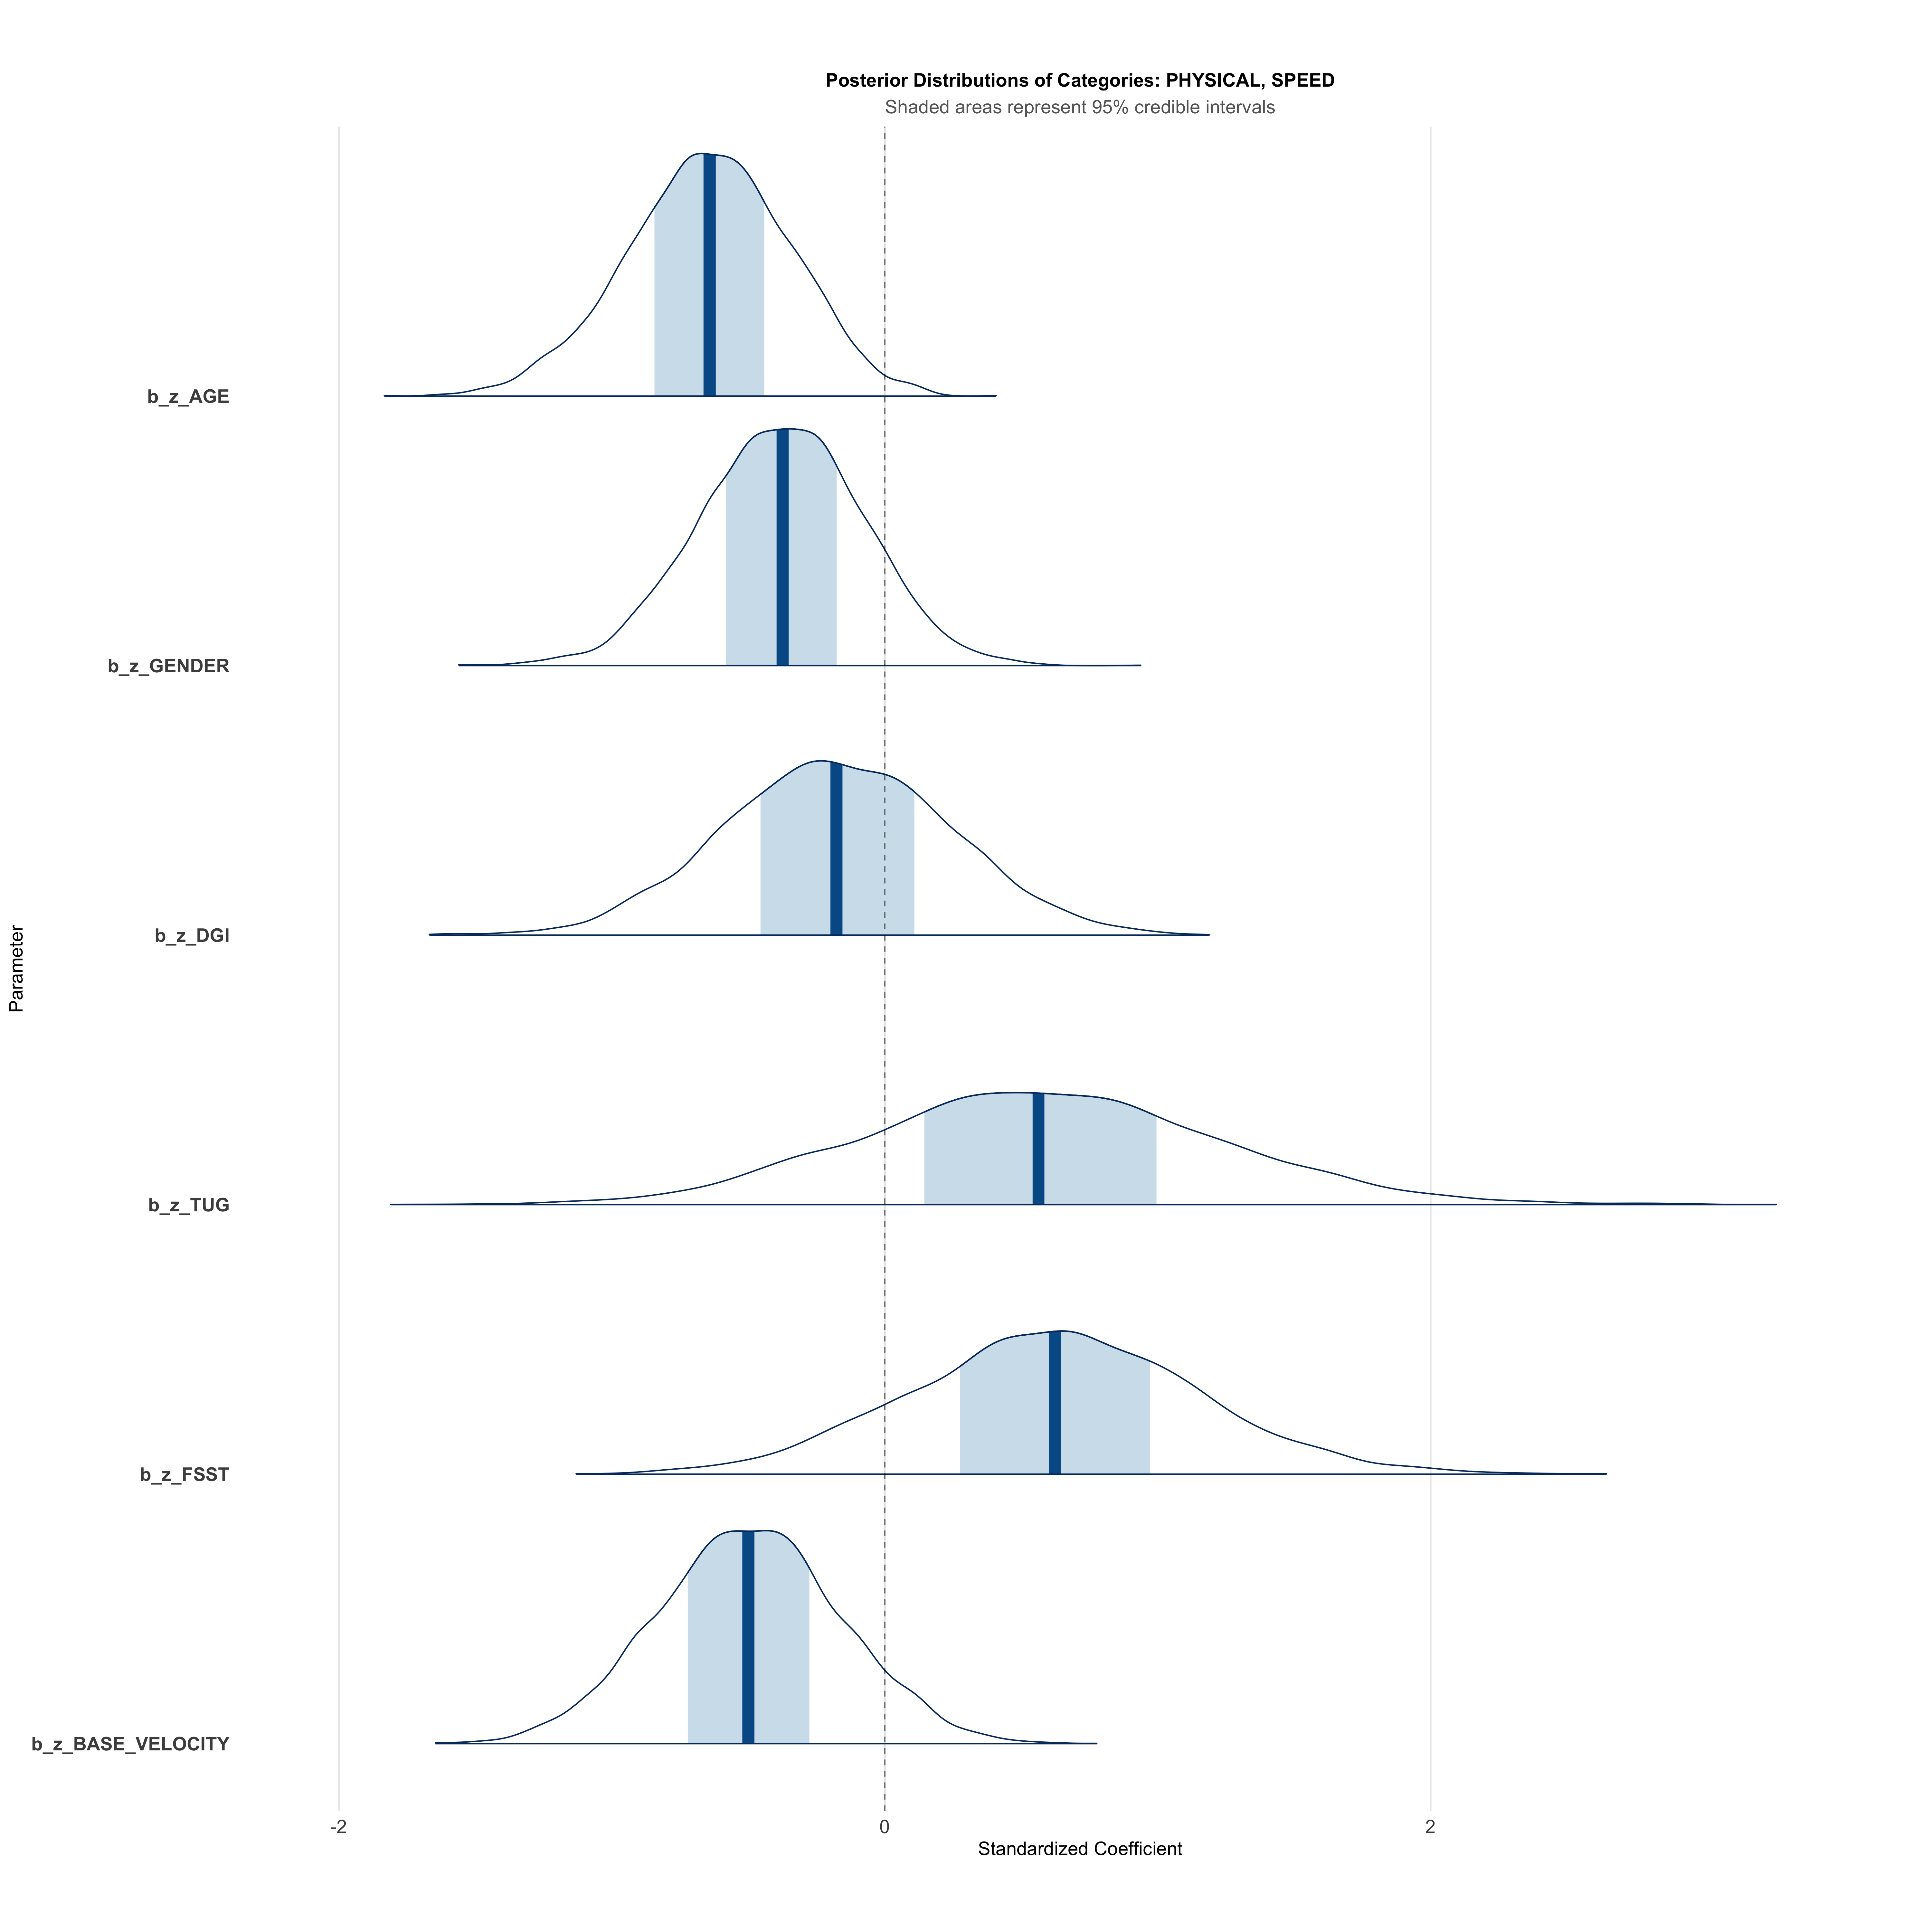 Posterior Distributions of Categories: PHYSICAL, SPEED
Shaded areas represent 95% credible intervals
b_z_AGE
b_z_GENDER
b_z_DGI
Parameter
b_z_TUG
b_z_FSST
b_z_BASE_VELOCITY
-2 0 2
Standardized Coefficient